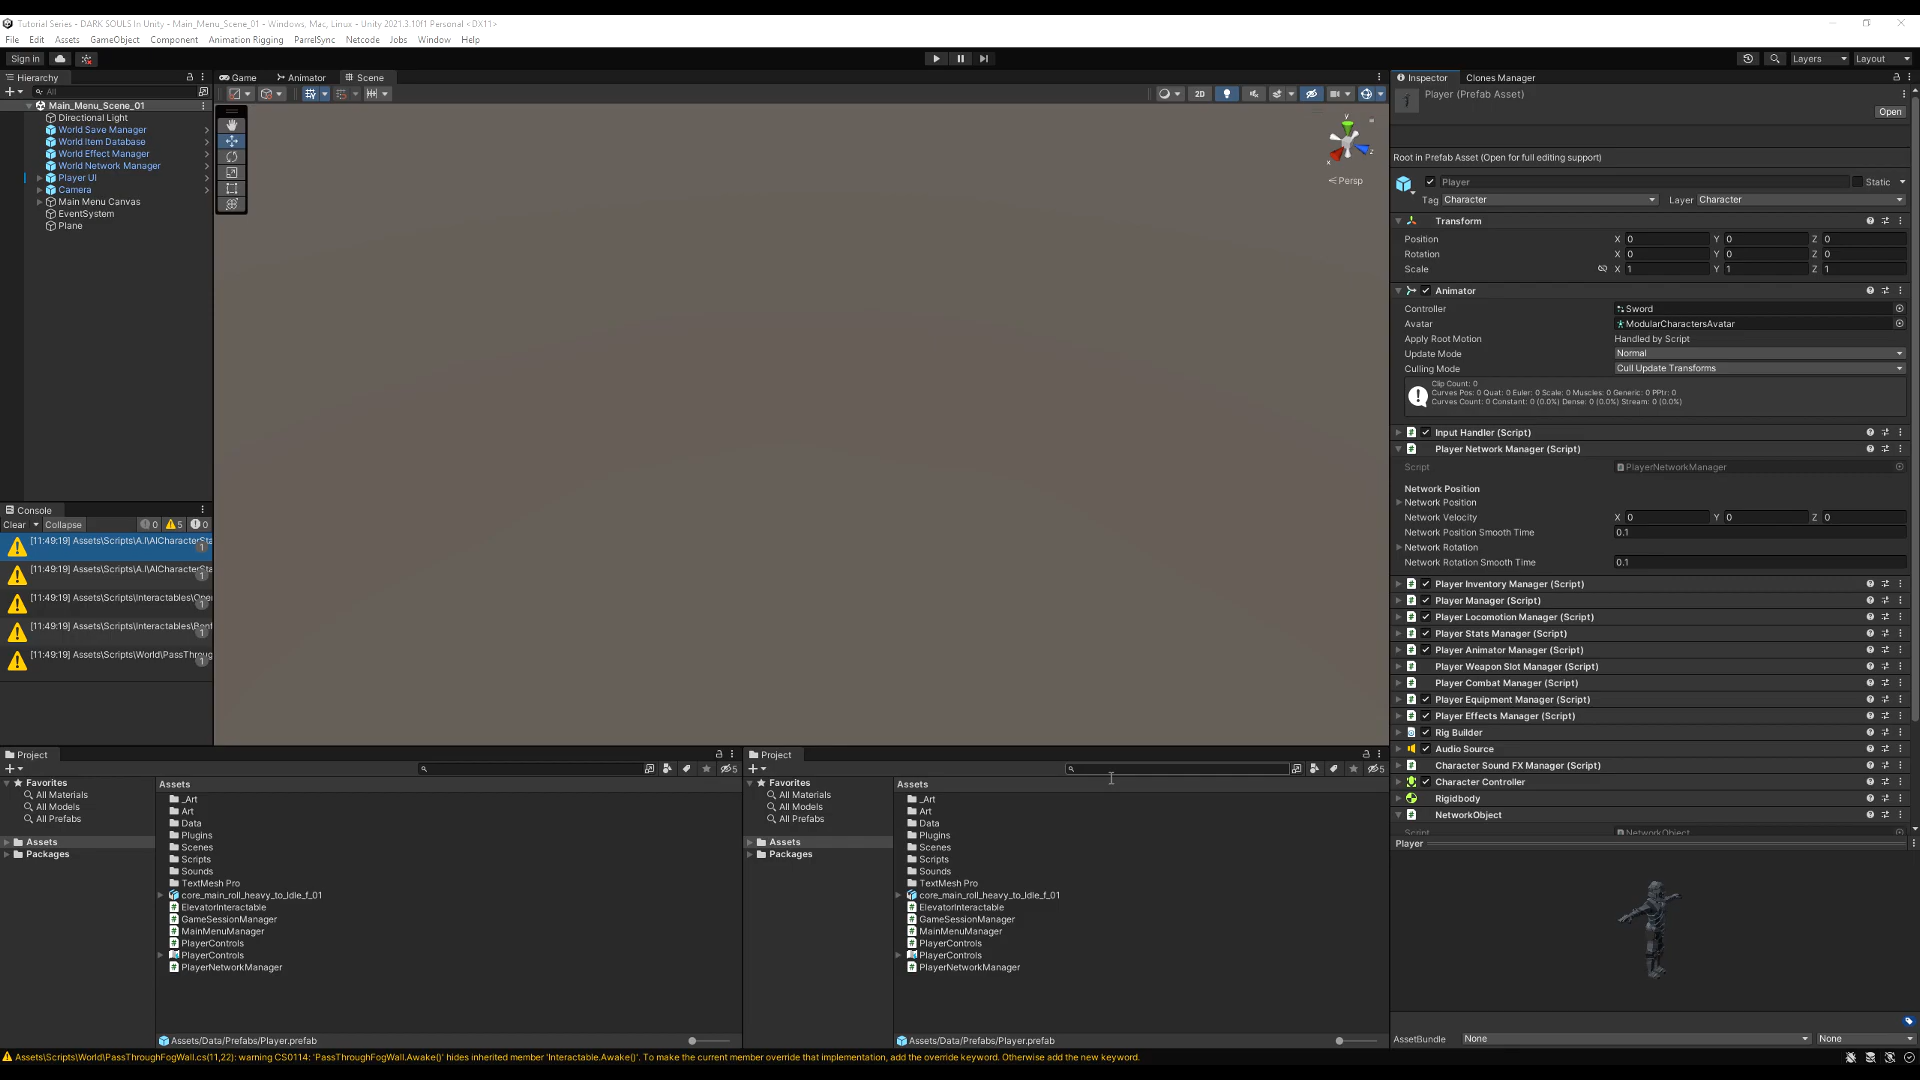 Tutorial Series - DARK SOULS In Unity - Main_Menu_Scene_01 - Windows, Mac, Linux - Unity 2021.3.10f1 Personal <DX11>
File Edit Assets GameObject Component Animation Rigging ParrelSync Netcode Jobs Window Help
Sign in
Layers
Layout
Hierarchy
All
Main_Menu_Scene_01
Directional Light
World Save Manager
World Item Database
World Effect Manager
World Network Manager
Player UI
Camera
Main Menu Canvas
EventSystem
Plane
Game
Animator
Scene
2D
y
x
z
Persp
Inspector
Clones Manager
Player (Prefab Asset)
Open
Root in Prefab Asset (Open for full editing support)
Player
Static
Tag Character
Layer Character
Transform
Position X 0 Y 0 Z 0
Rotation X 0 Y 0 Z 0
Scale X 1 Y 1 Z 1
Animator
Controller Sword
Avatar ModularCharactersAvatar
Apply Root Motion Handled by Script
Update Mode Normal
Culling Mode Cull Update Transforms
Clip Count: 0
Curves Pos: 0 Quat: 0 Euler: 0 Scale: 0 Muscles: 0 Generic: 0 PPtr: 0
Curves Count: 0 Constant: 0 (0.0%) Dense: 0 (0.0%) Stream: 0 (0.0%)
Input Handler (Script)
Player Network Manager (Script)
Script PlayerNetworkManager
Network Position
Network Position
Network Velocity X 0 Y 0 Z 0
Network Position Smooth Time 0.1
Network Rotation
Network Rotation Smooth Time 0.1
Player Inventory Manager (Script)
Player Manager (Script)
Player Locomotion Manager (Script)
Player Stats Manager (Script)
Player Animator Manager (Script)
Player Weapon Slot Manager (Script)
Player Combat Manager (Script)
Player Equipment Manager (Script)
Player Effects Manager (Script)
Rig Builder
Audio Source
Character Sound FX Manager (Script)
Character Controller
Rigidbody
NetworkObject
Script NetworkObject
Player
AssetBundle None None
Console
Clear Collapse 0 5 0
[11:49:19] Assets\Scripts\A.I\AICharacterSta 1
[11:49:19] Assets\Scripts\A.I\AICharacterSta 1
[11:49:19] Assets\Scripts\Interactables\Ope 1
[11:49:19] Assets\Scripts\Interactables\Bonf 1
[11:49:19] Assets\Scripts\World\PassThroug 1
Project
5
Favorites
All Materials
All Models
All Prefabs
Assets
Packages
Assets
_Art
Art
Data
Plugins
Scenes
Scripts
Sounds
TextMesh Pro
core_main_roll_heavy_to_Idle_f_01
ElevatorInteractable
GameSessionManager
MainMenuManager
PlayerControls
PlayerControls
PlayerNetworkManager
Assets/Data/Prefabs/Player.prefab
Project
5
Favorites
All Materials
All Models
All Prefabs
Assets
Packages
Assets
_Art
Art
Data
Plugins
Scenes
Scripts
Sounds
TextMesh Pro
core_main_roll_heavy_to_Idle_f_01
ElevatorInteractable
GameSessionManager
MainMenuManager
PlayerControls
PlayerControls
PlayerNetworkManager
Assets/Data/Prefabs/Player.prefab
Assets\Scripts\World\PassThroughFogWall.cs(11,22): warning CS0114: 'PassThroughFogWall.Awake()' hides inherited member 'Interactable.Awake()'. To make the current member override that implementation, add the override keyword. Otherwise add the new keyword.